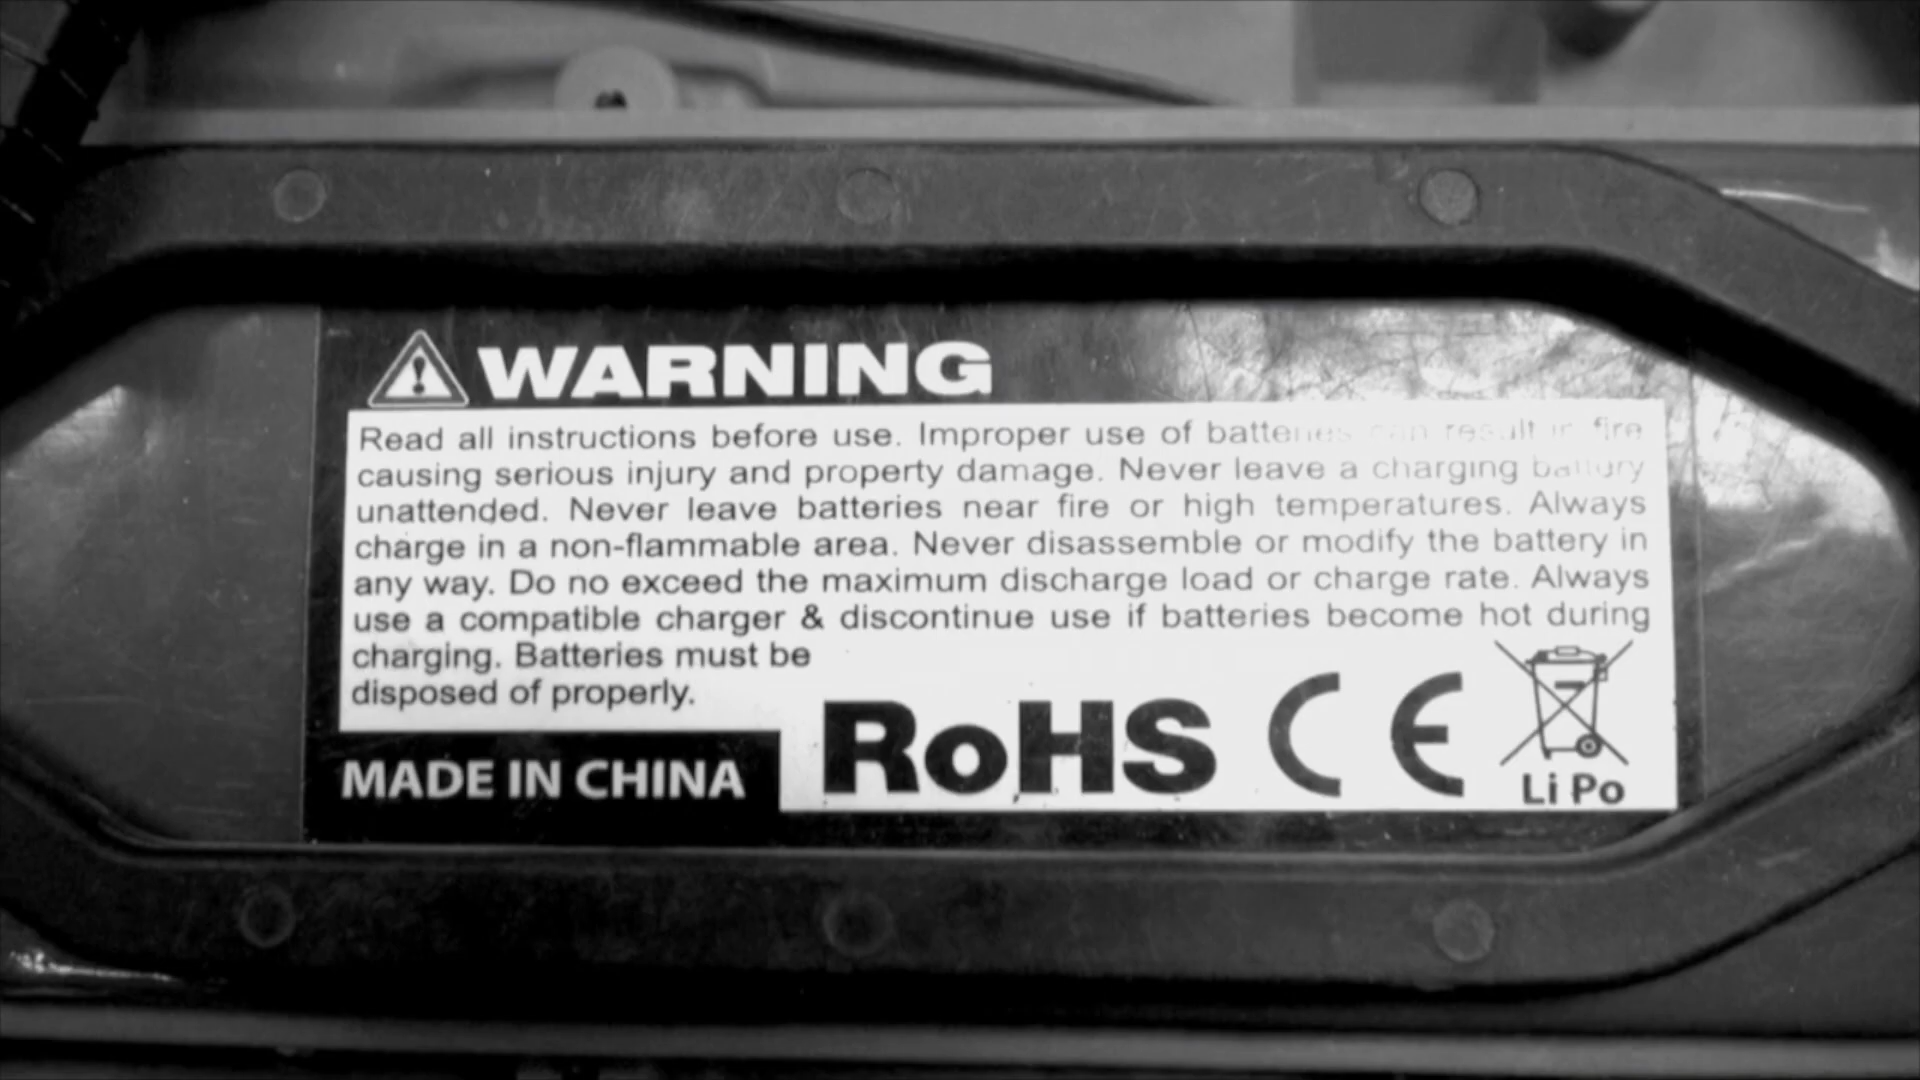 WARNING
Read all instructions before use. Improper use of batteries can result in fire
causing serious injury and property damage. Never leave a charging battery
unattended. Never leave batteries near fire or high temperatures. Always
charge in a non-flammable area. Never disassemble or modify the battery in
any way. Do no exceed the maximum discharge load or charge rate. Always
use a compatible charger & discontinue use if batteries become hot during
charging. Batteries must be
disposed of properly.
MADE IN CHINA
RoHS CE
Li Po